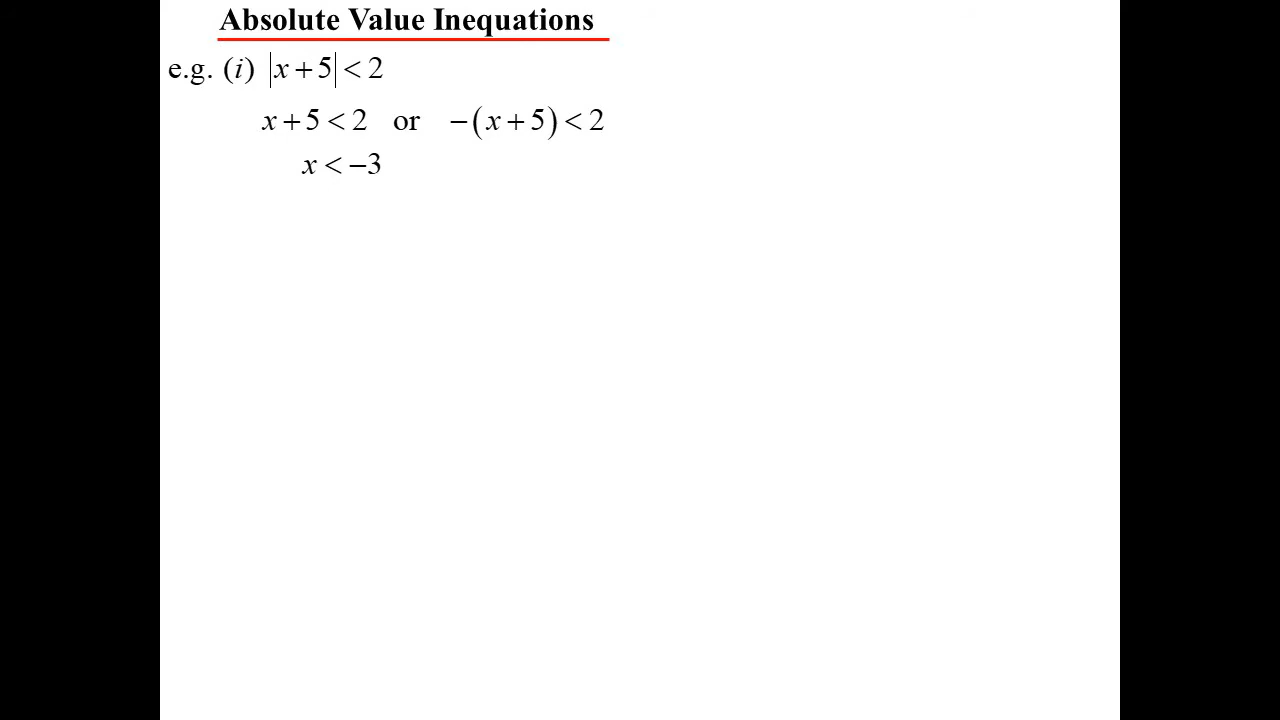 Absolute Value Inequations
e.g. (i) |x + 5| < 2
x + 5 < 2 or −(x + 5) < 2
x < −3